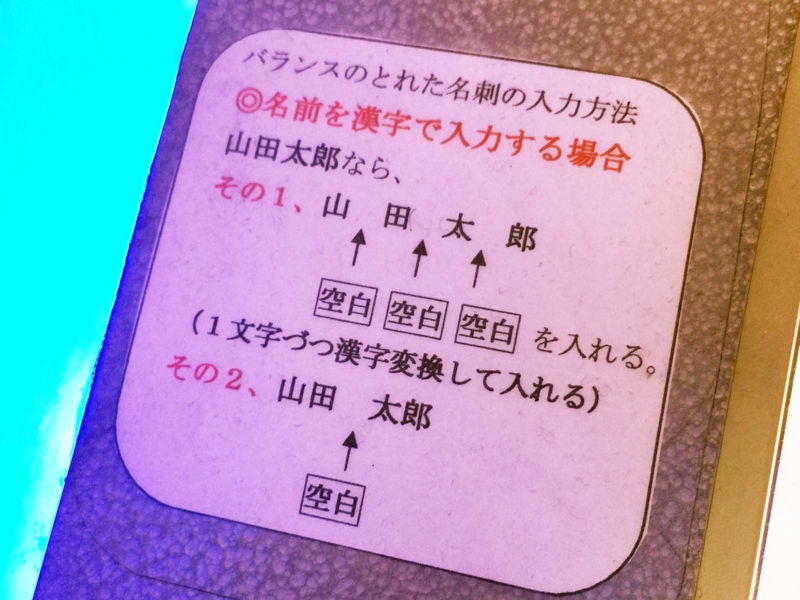 バランスのとれた名刺の入力方法
◎名前を漢字で入力する場合
山田太郎なら、
その１、山　田　太　郎
空白 空白 空白 を入れる。
（１文字づつ漢字変換して入れる）
その２、山田　太郎
空白